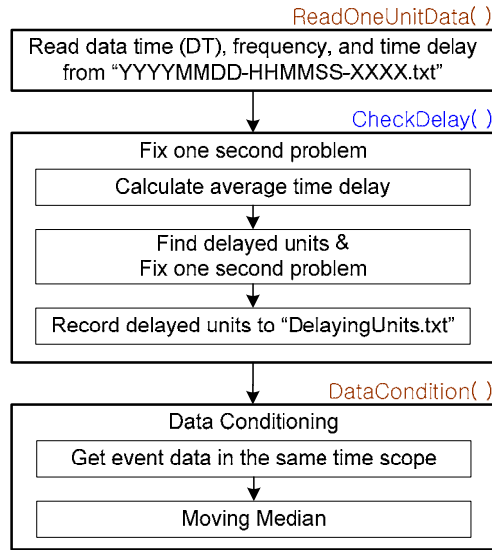 ReadOneUnitData( )
Read data time (DT), frequency, and time delay
from “YYYYMMDD-HHMMSS-XXXX.txt”
CheckDelay( )
Fix one second problem
Calculate average time delay
Find delayed units &
Fix one second problem
Record delayed units to “DelayingUnits.txt”
DataCondition( )
Data Conditioning
Get event data in the same time scope
Moving Median